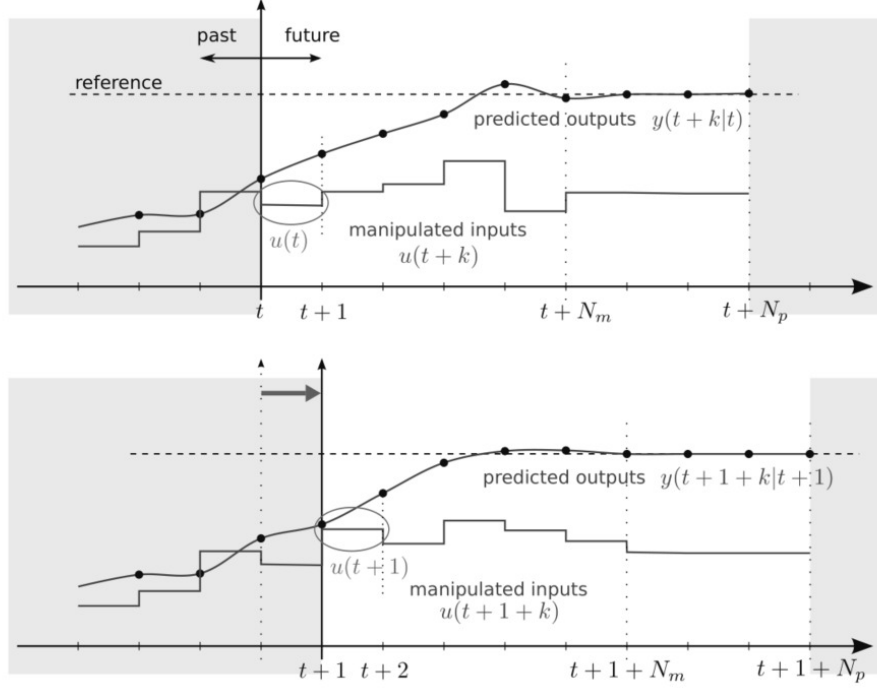 past future
reference
predicted outputs y(t + k|t)
u(t)
manipulated inputs
u(t + k)
t t + 1 t + N_m t + N_p
predicted outputs y(t + 1 + k|t + 1)
u(t + 1)
manipulated inputs
u(t + 1 + k)
t + 1 t + 2 t + 1 + N_m t + 1 + N_p